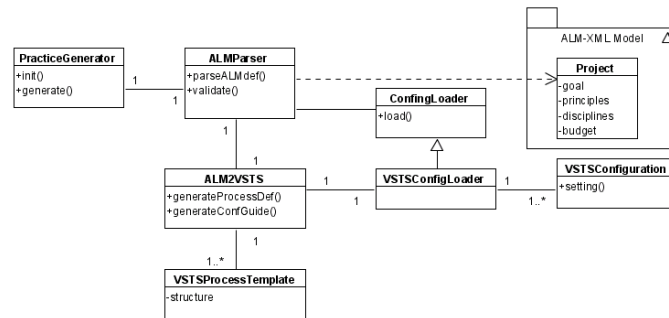 PracticeGenerator
+init()
+generate()
1
1
ALMParser
+parseALMdef()
+validate()
ALM-XML Model
Project
-goal
-principles
-disciplines
-budget
ConfingLoader
+load()
1
1
ALM2VSTS
+generateProcessDef()
+generateConfGuide()
1
1
VSTSConfigLoader
1
1..*
VSTSConfiguration
+setting()
1
1..*
VSTSProcessTemplate
-structure